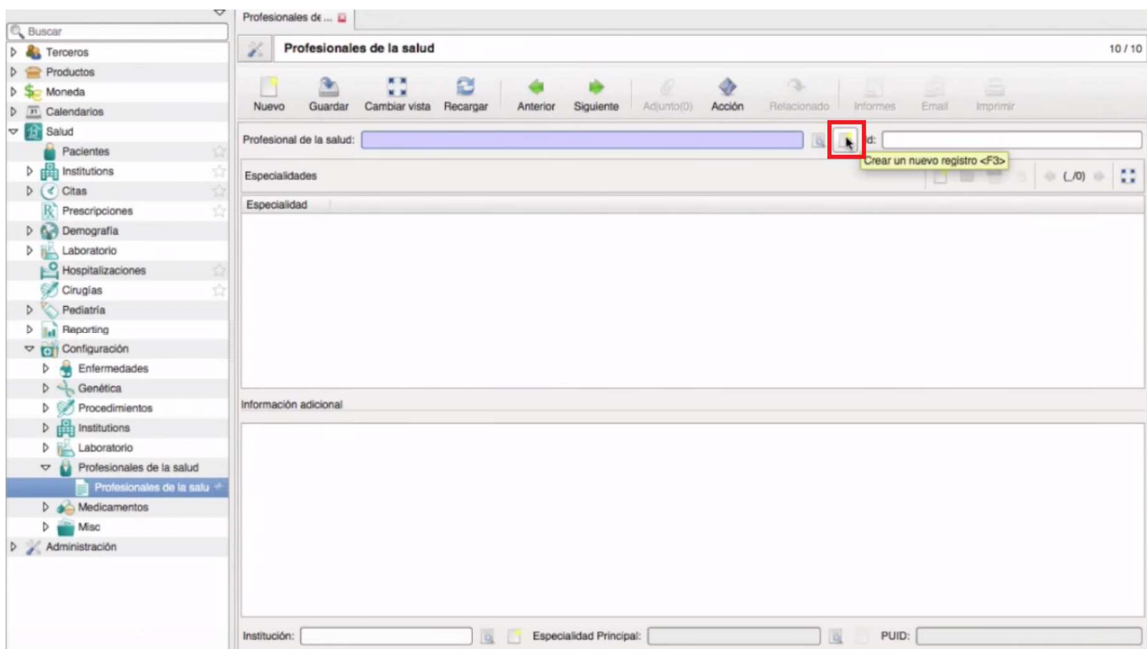 Profesionales de ...
Buscar
Profesionales de la salud 10 / 10
Terceros
Productos
Moneda
Calendarios
Salud
Pacientes
Institutions
Citas
Prescripciones
Demografía
Laboratorio
Hospitalizaciones
Cirugías
Pediatría
Reporting
Configuración
Enfermedades
Genética
Procedimientos
Institutions
Laboratorio
Profesionales de la salud
Profesionales de la salu
Medicamentos
Misc
Administración
Nuevo Guardar Cambiar vista Recargar Anterior Siguiente Adjunto(0) Acción Relacionado Informes Email Imprimir
Profesional de la salud: d:
Crear un nuevo registro <F3>
Especialidades (_/0)
Especialidad
Información adicional
Institución: Especialidad Principal: PUID: